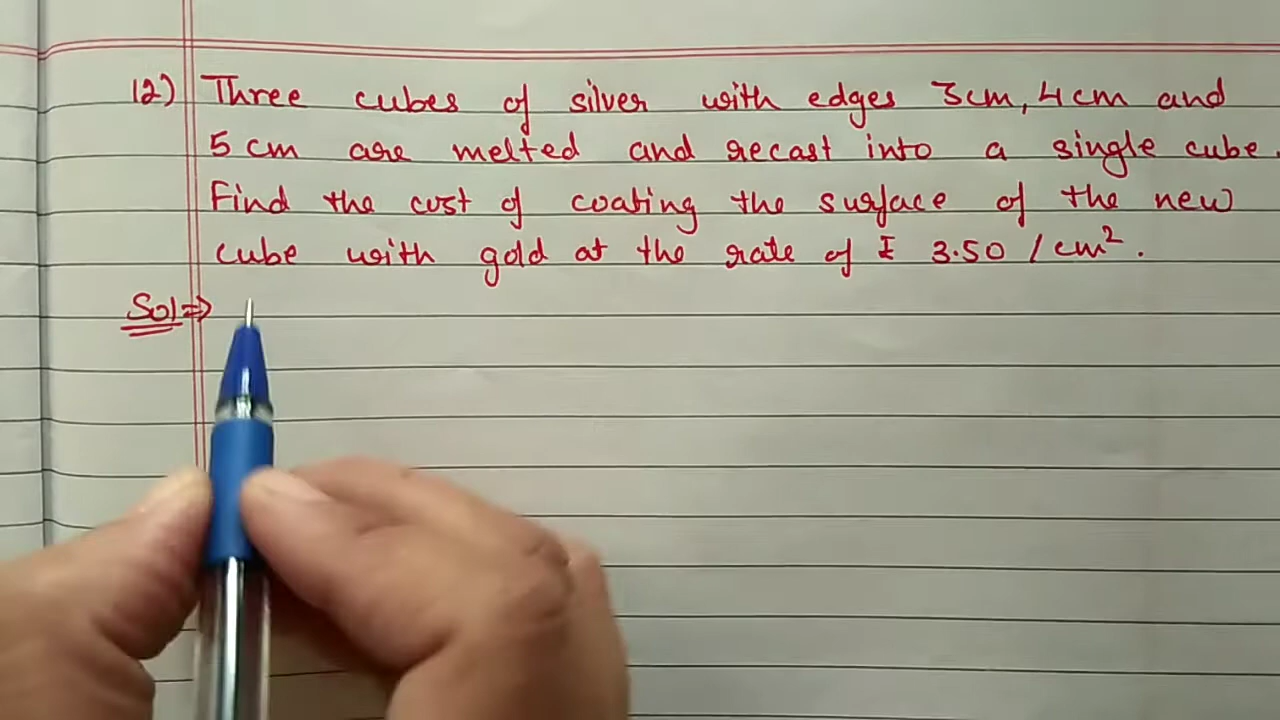 12) Three cubes of silver with edges 3cm, 4cm and
5 cm are melted and recast into a single cube.
Find the cost of coating the surface of the new
cube with gold at the rate of ₹ 3.50 / cm².
Sol ⇒